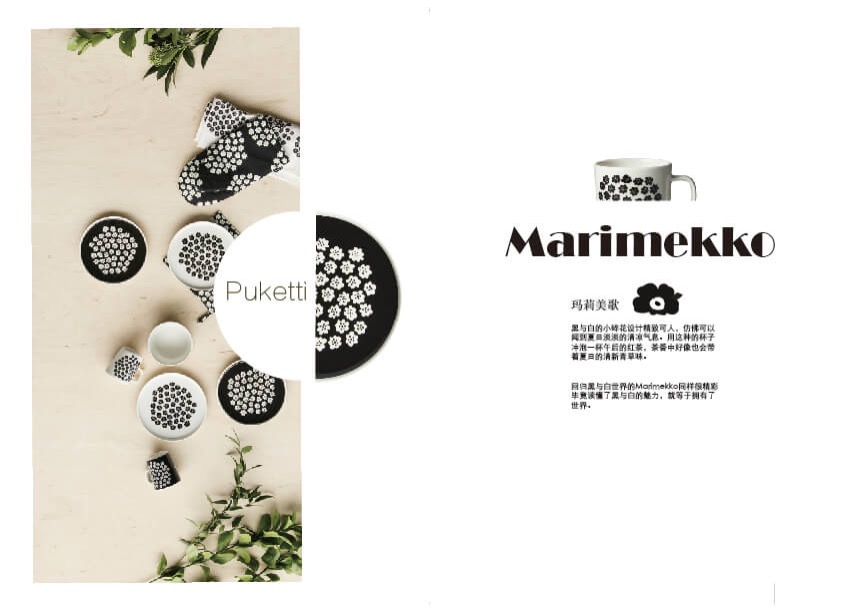 Puketti
Marimekko
玛莉美歌
黑与白的小碎花设计精致可人，仿佛可以
闻到夏日淡淡的清凉气息。用这种的杯子
冲泡一杯午后的红茶，茶香中好像也会带
着夏日的清新青草味。
回归黑与白世界的Marimekko同样很精彩
毕竟读懂了黑与白的魅力，就等于拥有了
世界。